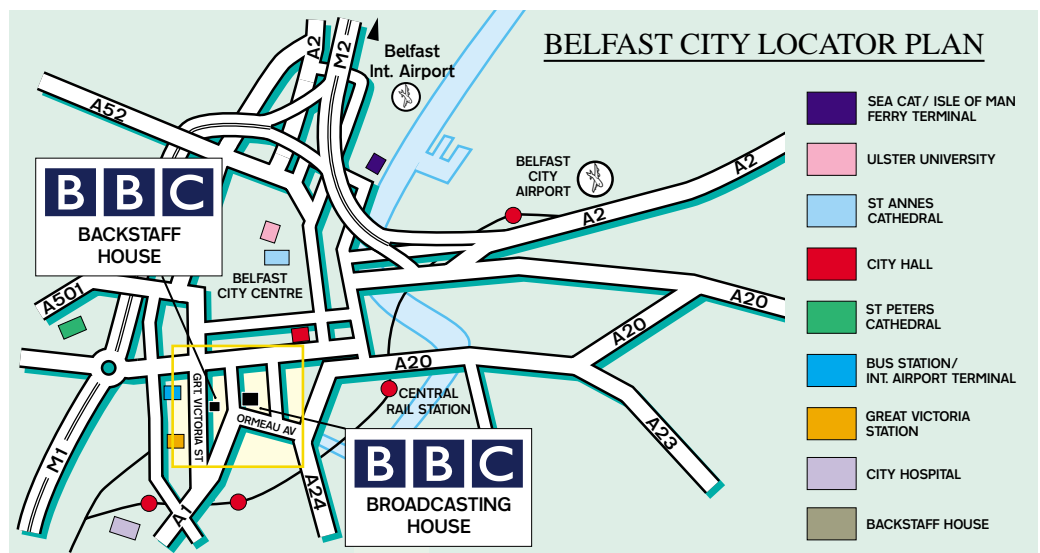 BELFAST CITY LOCATOR PLAN
A2
M2
Belfast
Int. Airport
A52
SEA CAT/ ISLE OF MAN
FERRY TERMINAL
ULSTER UNIVERSITY
ST ANNES
CATHEDRAL
CITY HALL
ST PETERS
CATHEDRAL
BUS STATION/
INT. AIRPORT TERMINAL
GREAT VICTORIA
STATION
CITY HOSPITAL
BACKSTAFF HOUSE
BELFAST
CITY
AIRPORT
A2
A2
BBC
BACKSTAFF
HOUSE
BELFAST
CITY CENTRE
A501
A20
A20
A20
GRT. VICTORIA ST
ORMEAU AV
CENTRAL
RAIL STATION
A23
M1
A1
A24
BBC
BROADCASTING
HOUSE